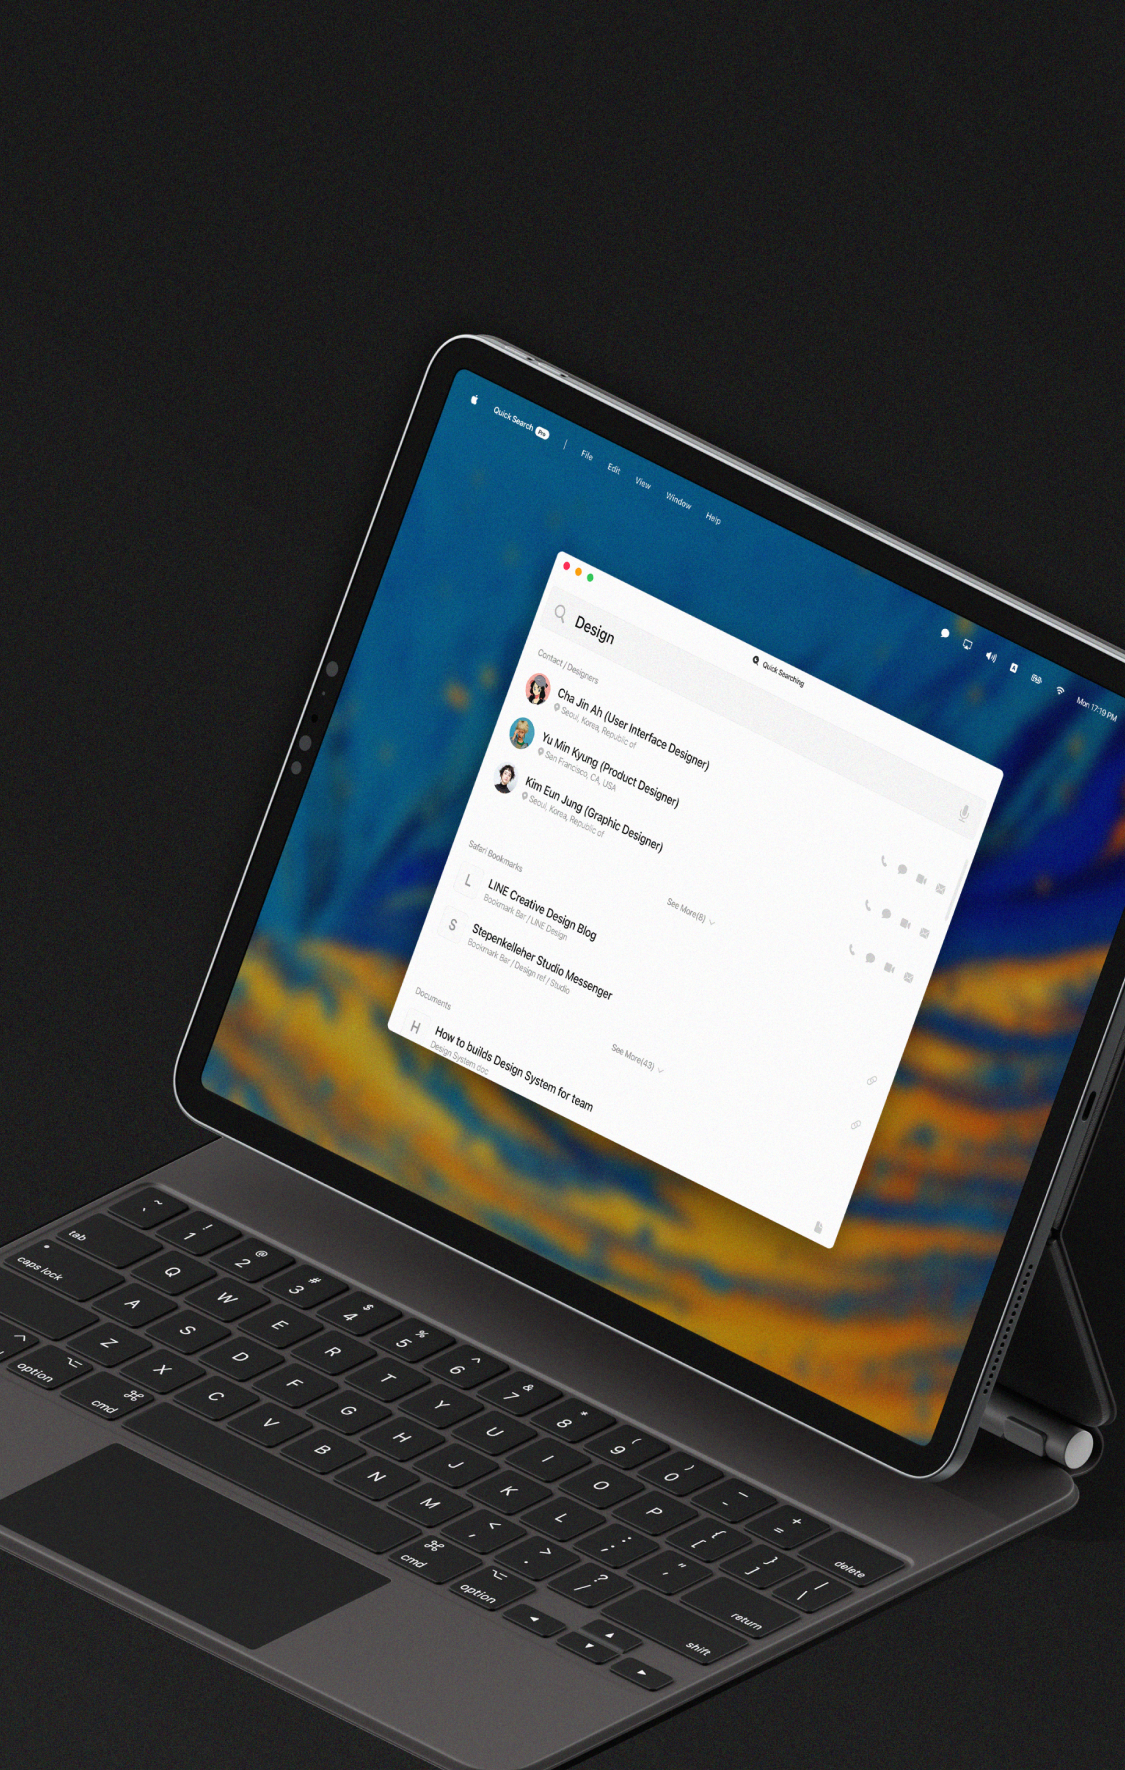 Quick Search Pro
File Edit View Window Help
Mon 17:19 PM
Quick Searching
Design
Contact / Designers
Cha Jin Ah (User Interface Designer)
Seoul, Korea, Republic of
Yu Min Kyung (Product Designer)
San Francisco, CA, USA
Kim Eun Jung (Graphic Designer)
Seoul, Korea, Republic of
See More(8)
Safari Bookmarks
L
LINE Creative Design Blog
Bookmark Bar / LINE Design
S
Stepenkelleher Studio Messenger
Bookmark Bar / Design ref / Studio
See More(43)
Documents
H
How to builds Design System for team
Design System doc
~ `
! 1
@ 2
# 3
$ 4
% 5
^ 6
& 7
* 8
( 9
) 0
_ -
+ =
delete
tab
Q W E R T Y U I O P { [ } ] | \
caps lock
A S D F G H J K L : ; " '
return
Z X C V B N M < , > . ? /
shift
option
cmd
cmd
option